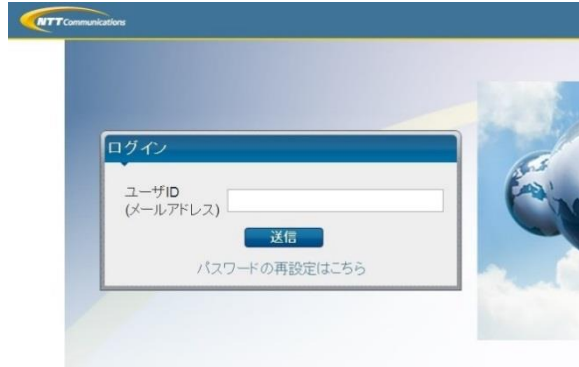 NTT Communications
ログイン
ユーザID
(メールアドレス)
送信
パスワードの再設定はこちら